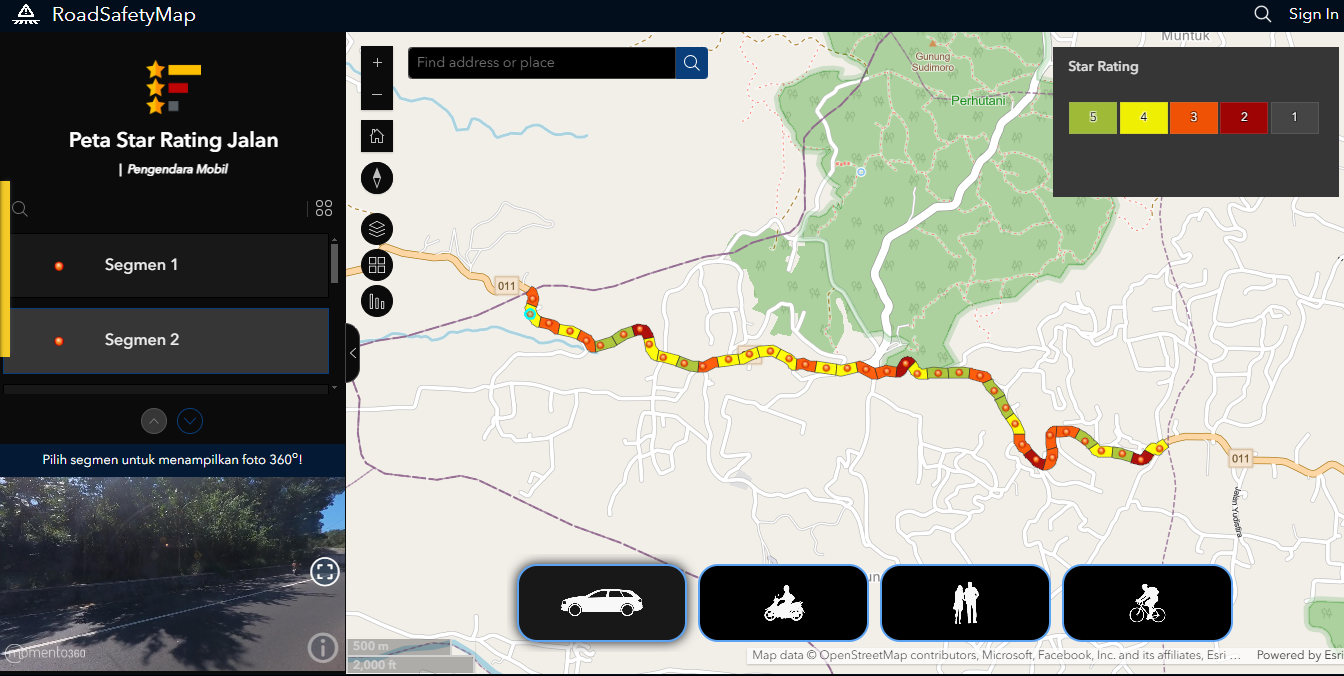 RoadSafetyMap
Sign In
Peta Star Rating Jalan
| Pengendara Mobil
Segmen 1
Segmen 2
Pilih segmen untuk menampilkan foto 360°!
momento360
+
−
Find address or place
Muntuk
Gunung
Sudimoro
Perhutani
011
011
Jalan Yudistira
Star Rating
5 4 3 2 1
500 m
2,000 ft
Map data © OpenStreetMap contributors, Microsoft, Facebook, Inc. and its affiliates, Esri ...
Powered by Esri